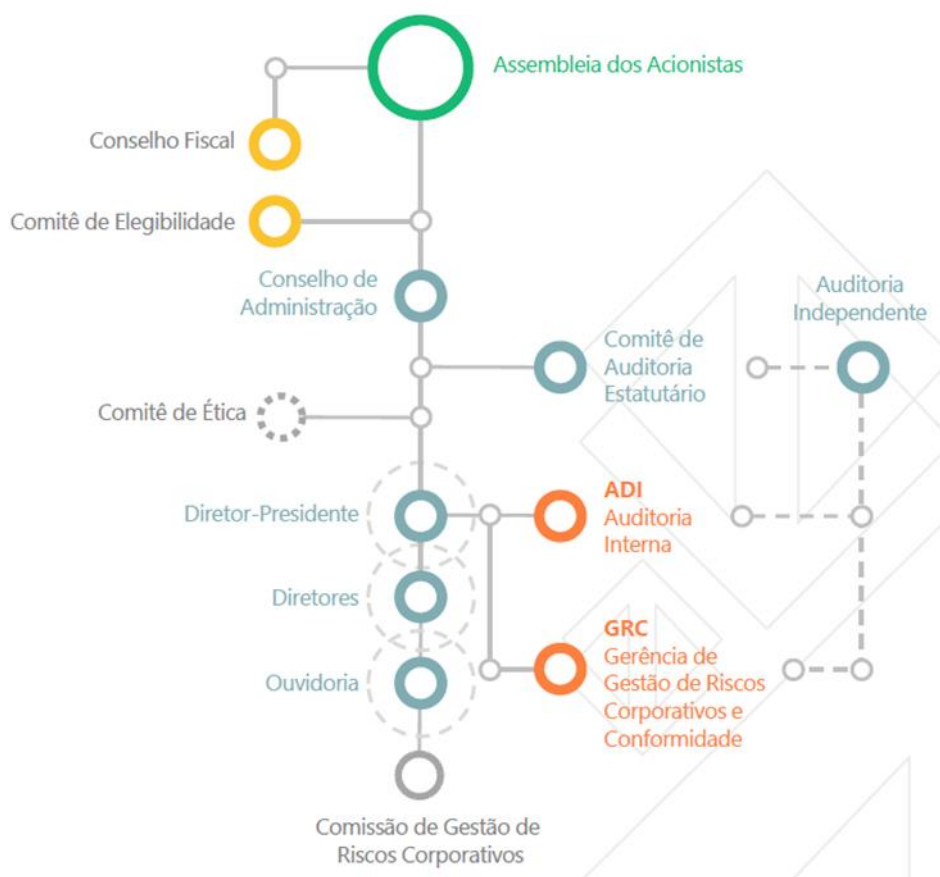 Assembleia dos Acionistas
Conselho Fiscal
Comitê de Elegibilidade
Conselho de
Administração
Auditoria
Independente
Comitê de
Auditoria
Estatutário
Comitê de Ética
Diretor-Presidente
ADI
Auditoria
Interna
Diretores
GRC
Gerência de
Gestão de Riscos
Corporativos e
Conformidade
Ouvidoria
Comissão de Gestão de
Riscos Corporativos